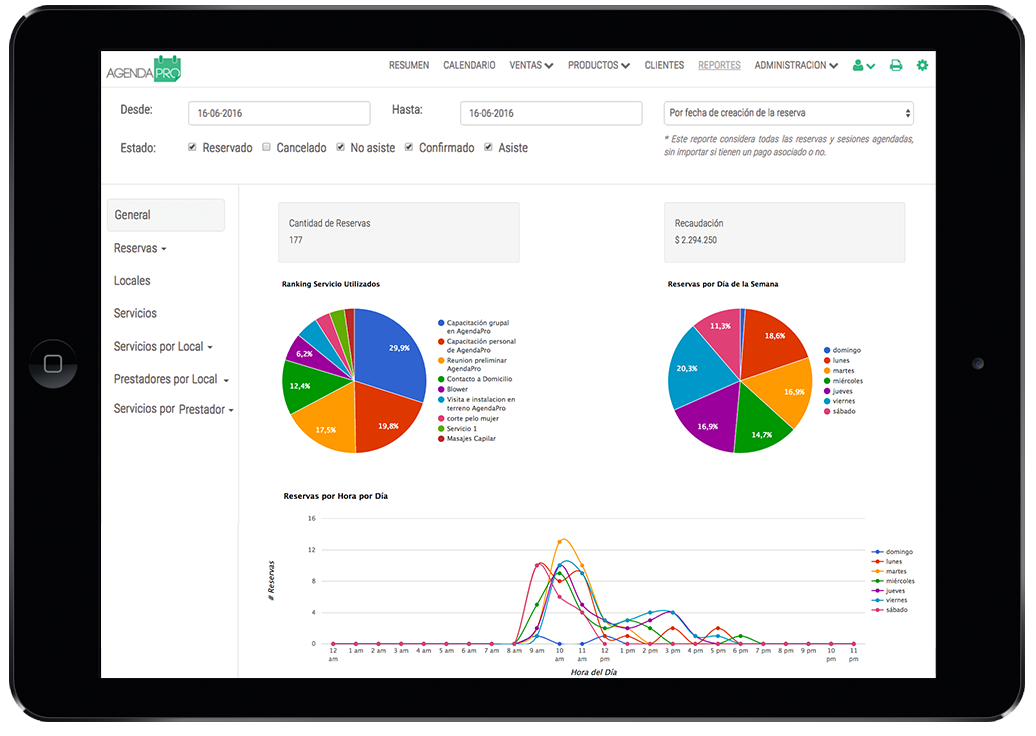 AGENDAPRO
RESUMEN CALENDARIO VENTAS PRODUCTOS CLIENTES REPORTES ADMINISTRACION
Desde: 16-06-2016 Hasta: 16-06-2016 Por fecha de creación de la reserva
* Este reporte considera todas las reservas y sesiones agendadas,
sin importar si tienen un pago asociado o no.
Estado: Reservado Cancelado No asiste Confirmado Asiste
General
Reservas
Locales
Servicios
Servicios por Local
Prestadores por Local
Servicios por Prestador
Cantidad de Reservas
177
Recaudación
$ 2.294.250
Ranking Servicio Utilizados
29,9%
19,8%
17,5%
12,4%
6,2%
Capacitación grupal
en AgendaPro
Capacitación personal
de AgendaPro
Reunion preliminar
AgendaPro
Contacto a Domicilio
Blower
Visita e instalacion en
terreno AgendaPro
corte pelo mujer
Servicio 1
Masajes Capilar
Reservas por Día de la Semana
18,6%
16,9%
14,7%
16,9%
20,3%
11,3%
domingo
lunes
martes
miércoles
jueves
viernes
sábado
Reservas por Hora por Día
# Reservas
16
12
8
4
0
12 am 1 am 2 am 3 am 4 am 5 am 6 am 7 am 8 am 9 am 10 am 11 am 12 pm 1 pm 2 pm 3 pm 4 pm 5 pm 6 pm 7 pm 8 pm 9 pm 10 pm 11 pm
Hora del Día
domingo
lunes
martes
miércoles
jueves
viernes
sábado